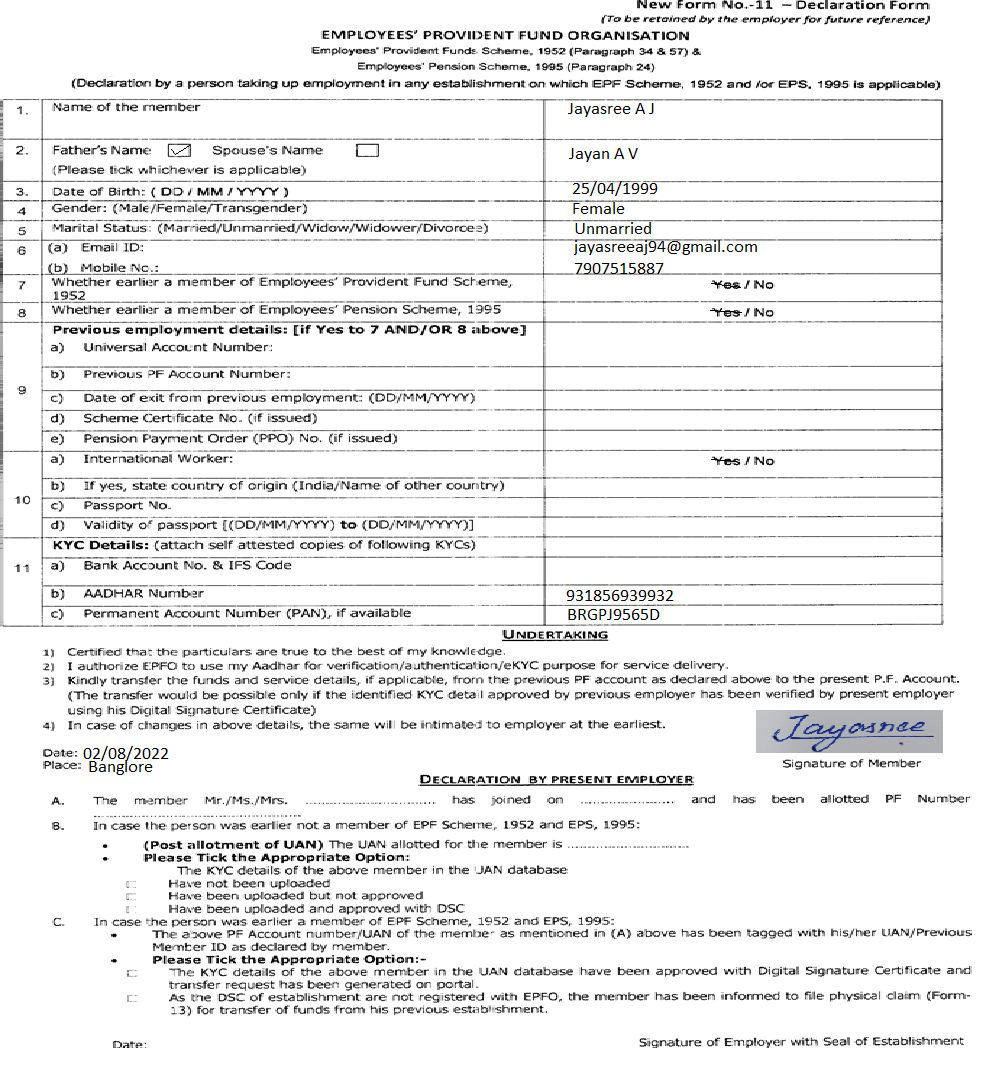 New Form No.-11 – Declaration Form
(To be retained by the employer for future reference)
EMPLOYEES' PROVIDENT FUND ORGANISATION
Employees' Provident Funds Scheme, 1952 (Paragraph 34 & 57) &
Employees' Pension Scheme, 1995 (Paragraph 24)
(Declaration by a person taking up employment in any establishment on which EPF Scheme, 1952 and /or EPS, 1995 is applicable)
1. Name of the member Jayasree A J
2. Father's Name Spouse's Name Jayan A V
(Please tick whichever is applicable)
3. Date of Birth: ( DD / MM / YYYY ) 25/04/1999
4 Gender: (Male/Female/Transgender) Female
5 Marital Status: (Married/Unmarried/Widow/Widower/Divorcee) Unmarried
6 (a) Email ID: jayasreeaj94@gmail.com
(b) Mobile No.: 7907515887
7 Whether earlier a member of Employees' Provident Fund Scheme, 1952 Yes / No
8 Whether earlier a member of Employees' Pension Scheme, 1995 Yes / No
9 Previous employment details: [if Yes to 7 AND/OR 8 above]
a) Universal Account Number:
b) Previous PF Account Number:
c) Date of exit from previous employment: (DD/MM/YYYY)
d) Scheme Certificate No. (if issued)
e) Pension Payment Order (PPO) No. (if issued)
10 a) International Worker: Yes / No
b) If yes, state country of origin (India/Name of other country)
c) Passport No.
d) Validity of passport [(DD/MM/YYYY) to (DD/MM/YYYY)]
11 KYC Details: (attach self attested copies of following KYCs)
a) Bank Account No. & IFS Code
b) AADHAR Number 931856939932
c) Permanent Account Number (PAN), if available BRGPJ9565D
UNDERTAKING
1) Certified that the particulars are true to the best of my knowledge.
2) I authorize EPFO to use my Aadhar for verification/authentication/eKYC purpose for service delivery.
3) Kindly transfer the funds and service details, if applicable, from the previous PF account as declared above to the present P.F. Account.
(The transfer would be possible only if the identified KYC detail approved by previous employer has been verified by present employer
using his Digital Signature Certificate)
4) In case of changes in above details, the same will be intimated to employer at the earliest.
Jayasree
Date: 02/08/2022
Place: Banglore
Signature of Member
DECLARATION BY PRESENT EMPLOYER
A. The member Mr./Ms./Mrs. .............................. has joined on ...................... and has been allotted PF Number
................................................
B. In case the person was earlier not a member of EPF Scheme, 1952 and EPS, 1995:
• (Post allotment of UAN) The UAN allotted for the member is ............................
• Please Tick the Appropriate Option:
The KYC details of the above member in the UAN database
Have not been uploaded
Have been uploaded but not approved
Have been uploaded and approved with DSC
C. In case the person was earlier a member of EPF Scheme, 1952 and EPS, 1995:
• The above PF Account number/UAN of the member as mentioned in (A) above has been tagged with his/her UAN/Previous
Member ID as declared by member.
• Please Tick the Appropriate Option:-
The KYC details of the above member in the UAN database have been approved with Digital Signature Certificate and
transfer request has been generated on portal.
As the DSC of establishment are not registered with EPFO, the member has been informed to file physical claim (Form-
13) for transfer of funds from his previous establishment.
Date: Signature of Employer with Seal of Establishment